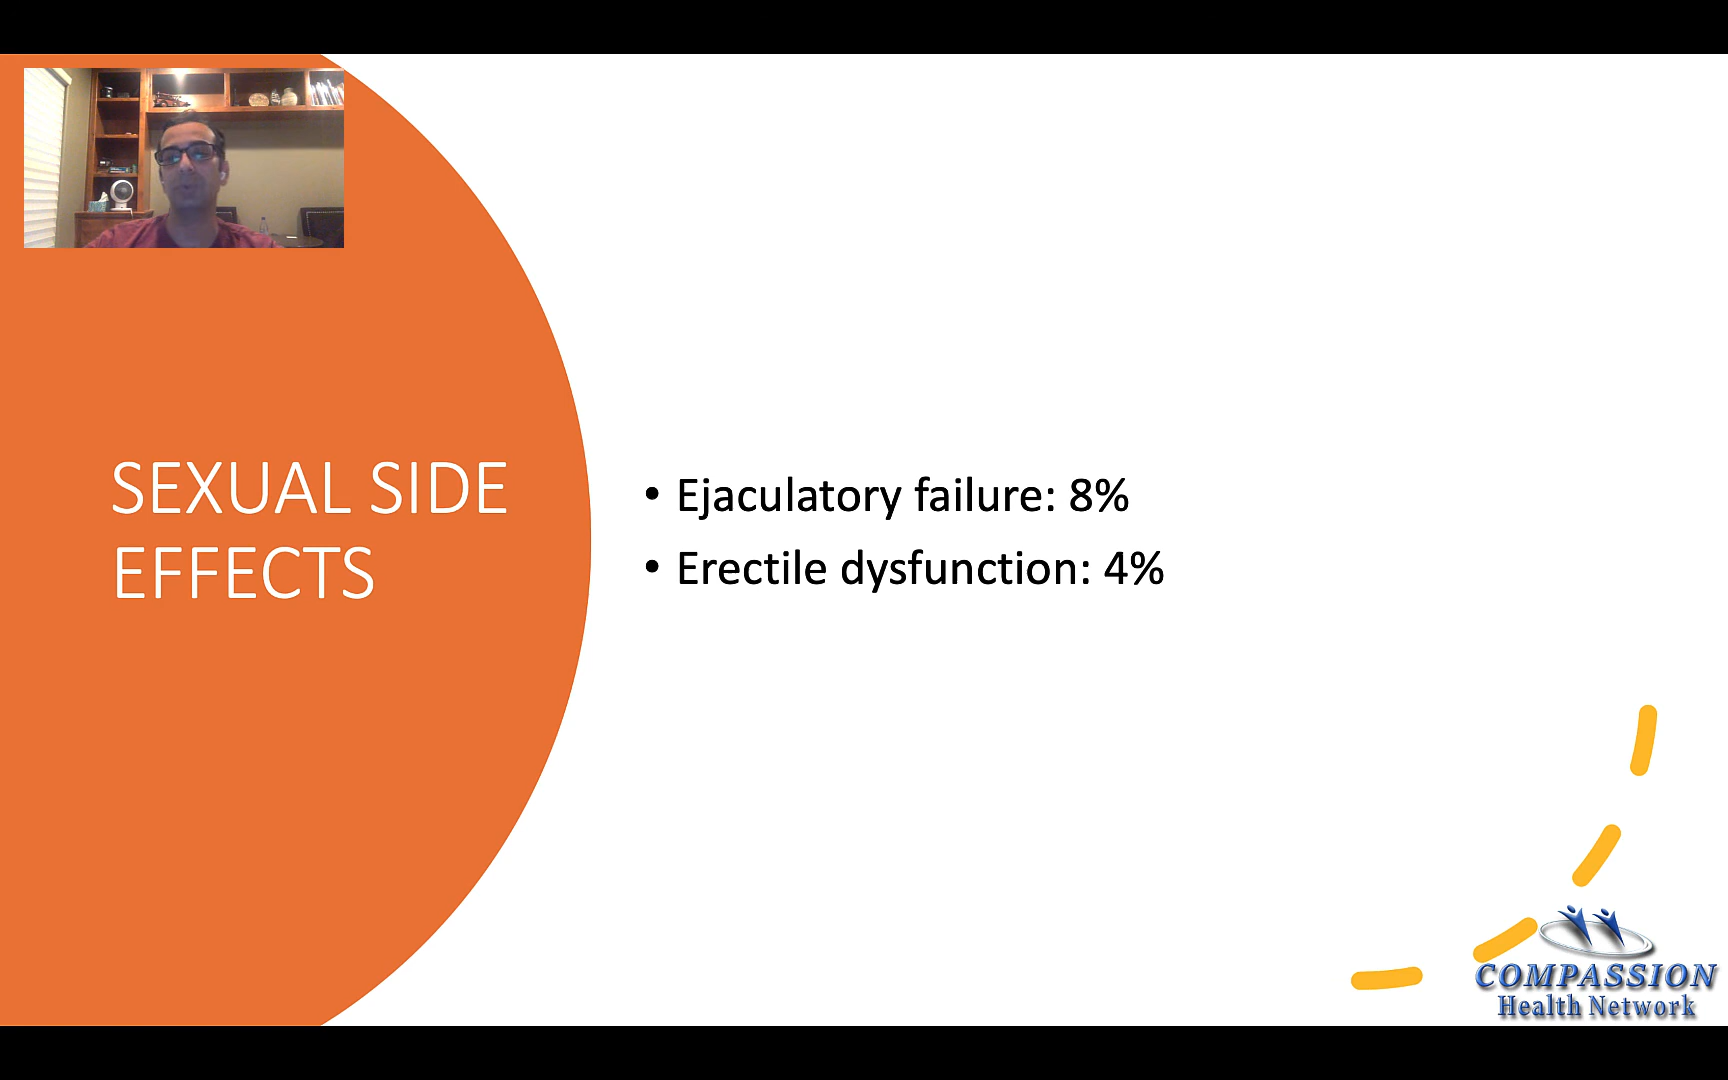 SEXUAL SIDE
EFFECTS
• Ejaculatory failure: 8%
• Erectile dysfunction: 4%
COMPASSION
Health Network